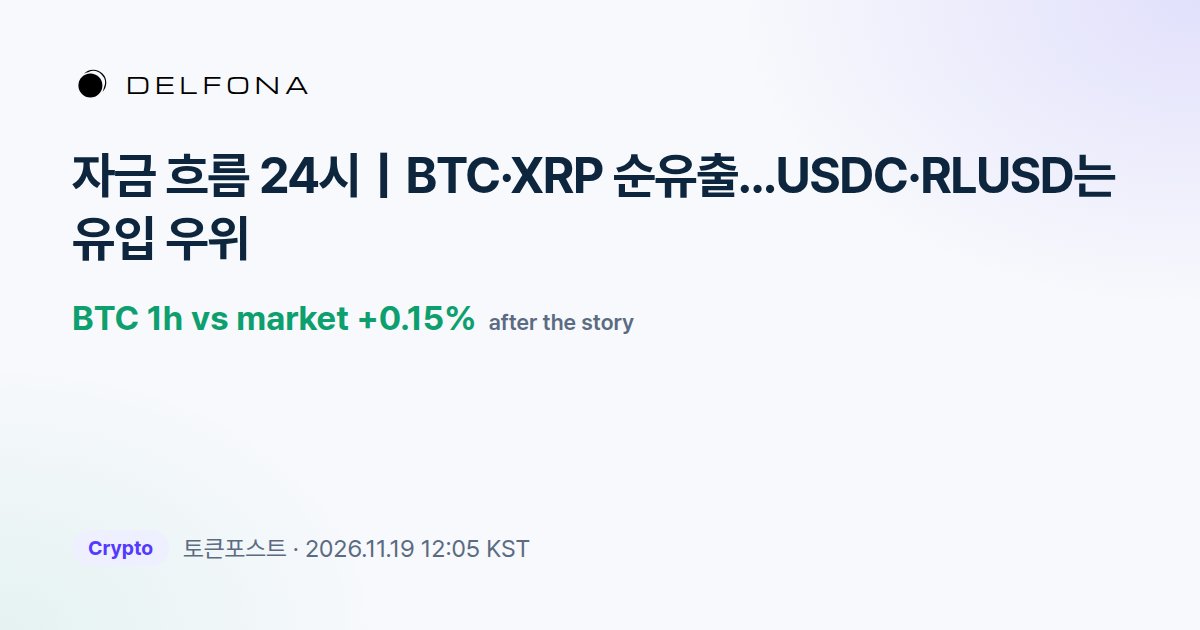 DELFONA
자금 흐름 24시 | BTC·XRP 순유출...USDC·RLUSD는
유입 우위
BTC 1h vs market +0.15% after the story
Crypto 토큰포스트 · 2026.11.19 12:05 KST